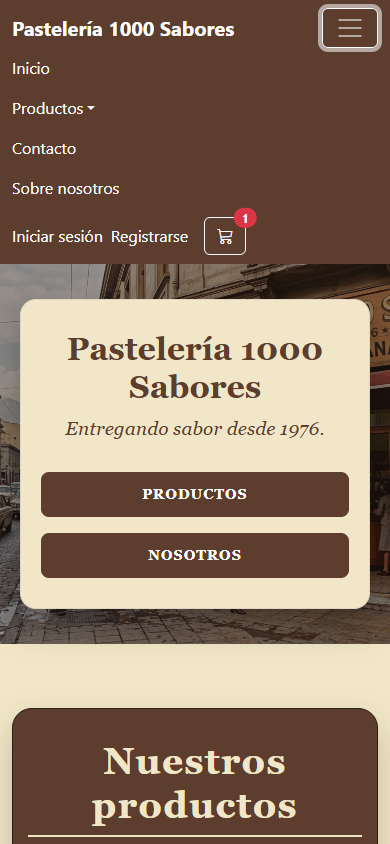 Pastelería 1000 Sabores
Inicio
Productos
Contacto
Sobre nosotros
Iniciar sesión Registrarse 1
Pastelería 1000
Sabores
Entregando sabor desde 1976.
PRODUCTOS
NOSOTROS
Nuestros
productos